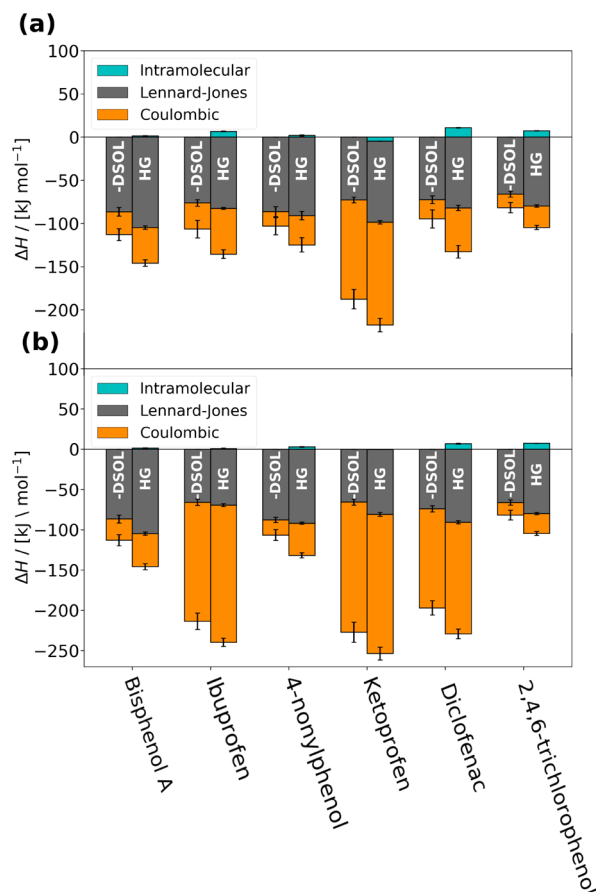 (a)
100
50
0
−50
−100
−150
−200
ΔH / [kJ mol⁻¹]
Intramolecular
Lennard-Jones
Coulombic
-DSOL HG -DSOL HG -DSOL HG -DSOL HG -DSOL HG -DSOL HG
(b)
100
50
0
−50
−100
−150
−200
−250
ΔH / [kJ \ mol⁻¹]
Intramolecular
Lennard-Jones
Coulombic
-DSOL HG -DSOL HG -DSOL HG -DSOL HG -DSOL HG -DSOL HG
Bisphenol A
Ibuprofen
4-nonylphenol
Ketoprofen
Diclofenac
2,4,6-trichlorophenol